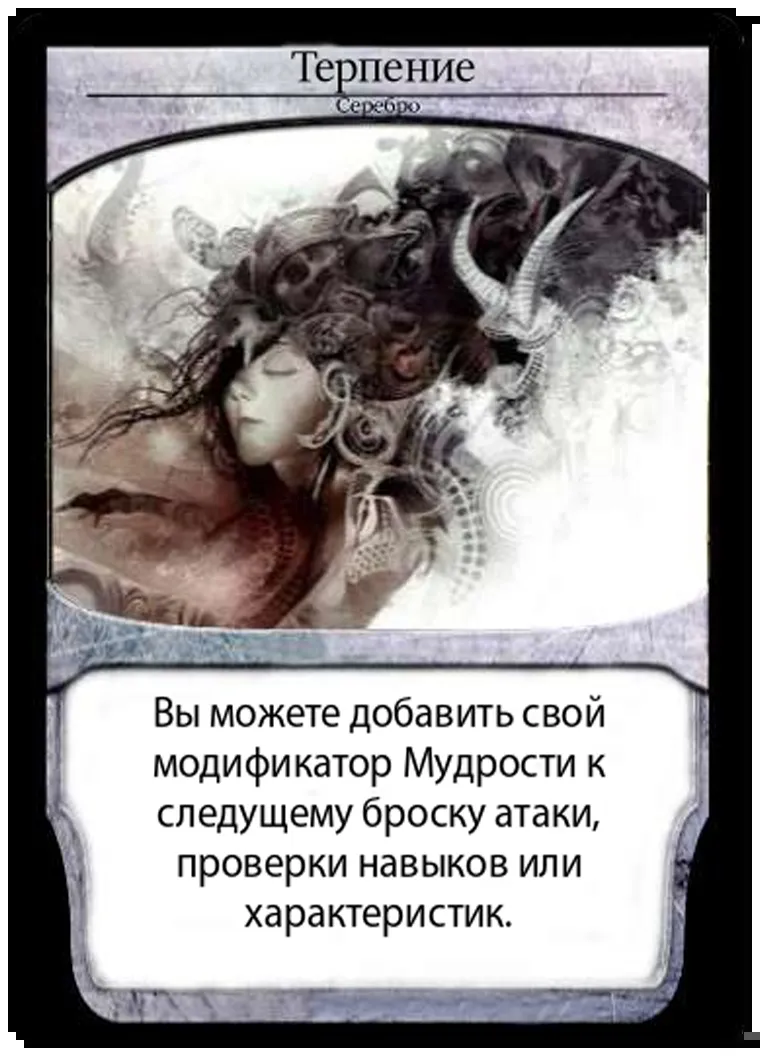 Терпение
Серебро
Вы можете добавить свой
модификатор Мудрости к
следущему броску атаки,
проверки навыков или
характеристик.